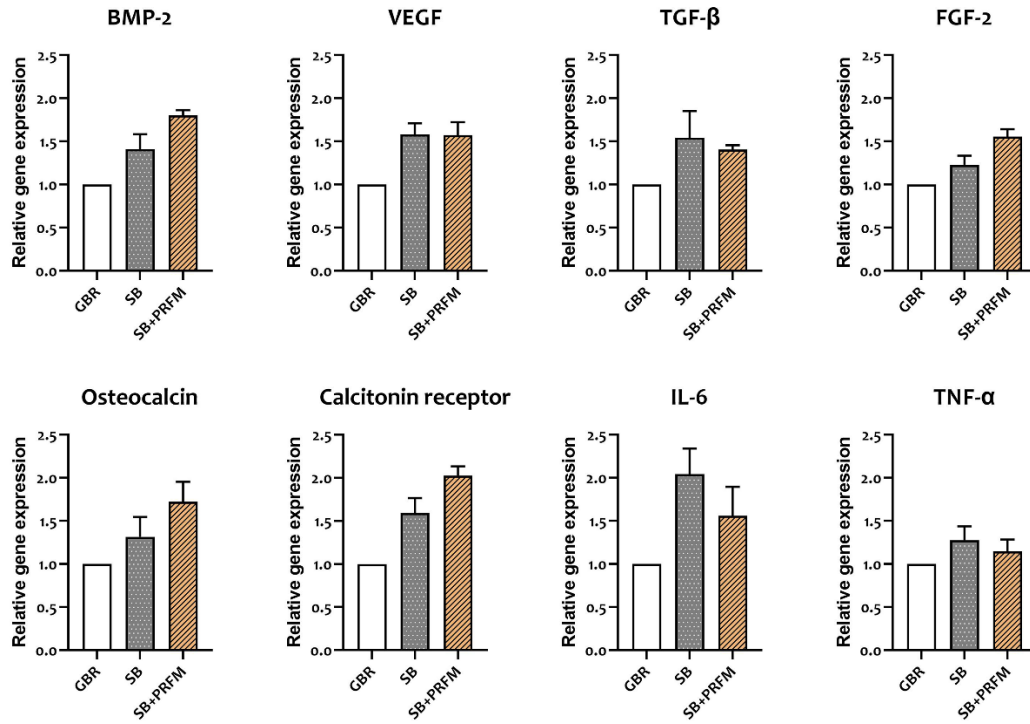 BMP-2
Relative gene expression
2.5
2.0
1.5
1.0
0.5
0.0
GBR
SB
SB+PRFM
VEGF
Relative gene expression
2.5
2.0
1.5
1.0
0.5
0.0
GBR
SB
SB+PRFM
TGF-β
Relative gene expression
2.5
2.0
1.5
1.0
0.5
0.0
GBR
SB
SB+PRFM
FGF-2
Relative gene expression
2.5
2.0
1.5
1.0
0.5
0.0
GBR
SB
SB+PRFM
Osteocalcin
Relative gene expression
2.5
2.0
1.5
1.0
0.5
0.0
GBR
SB
SB+PRFM
Calcitonin receptor
Relative gene expression
2.5
2.0
1.5
1.0
0.5
0.0
GBR
SB
SB+PRFM
IL-6
Relative gene expression
2.5
2.0
1.5
1.0
0.5
0.0
GBR
SB
SB+PRFM
TNF-α
Relative gene expression
2.5
2.0
1.5
1.0
0.5
0.0
GBR
SB
SB+PRFM